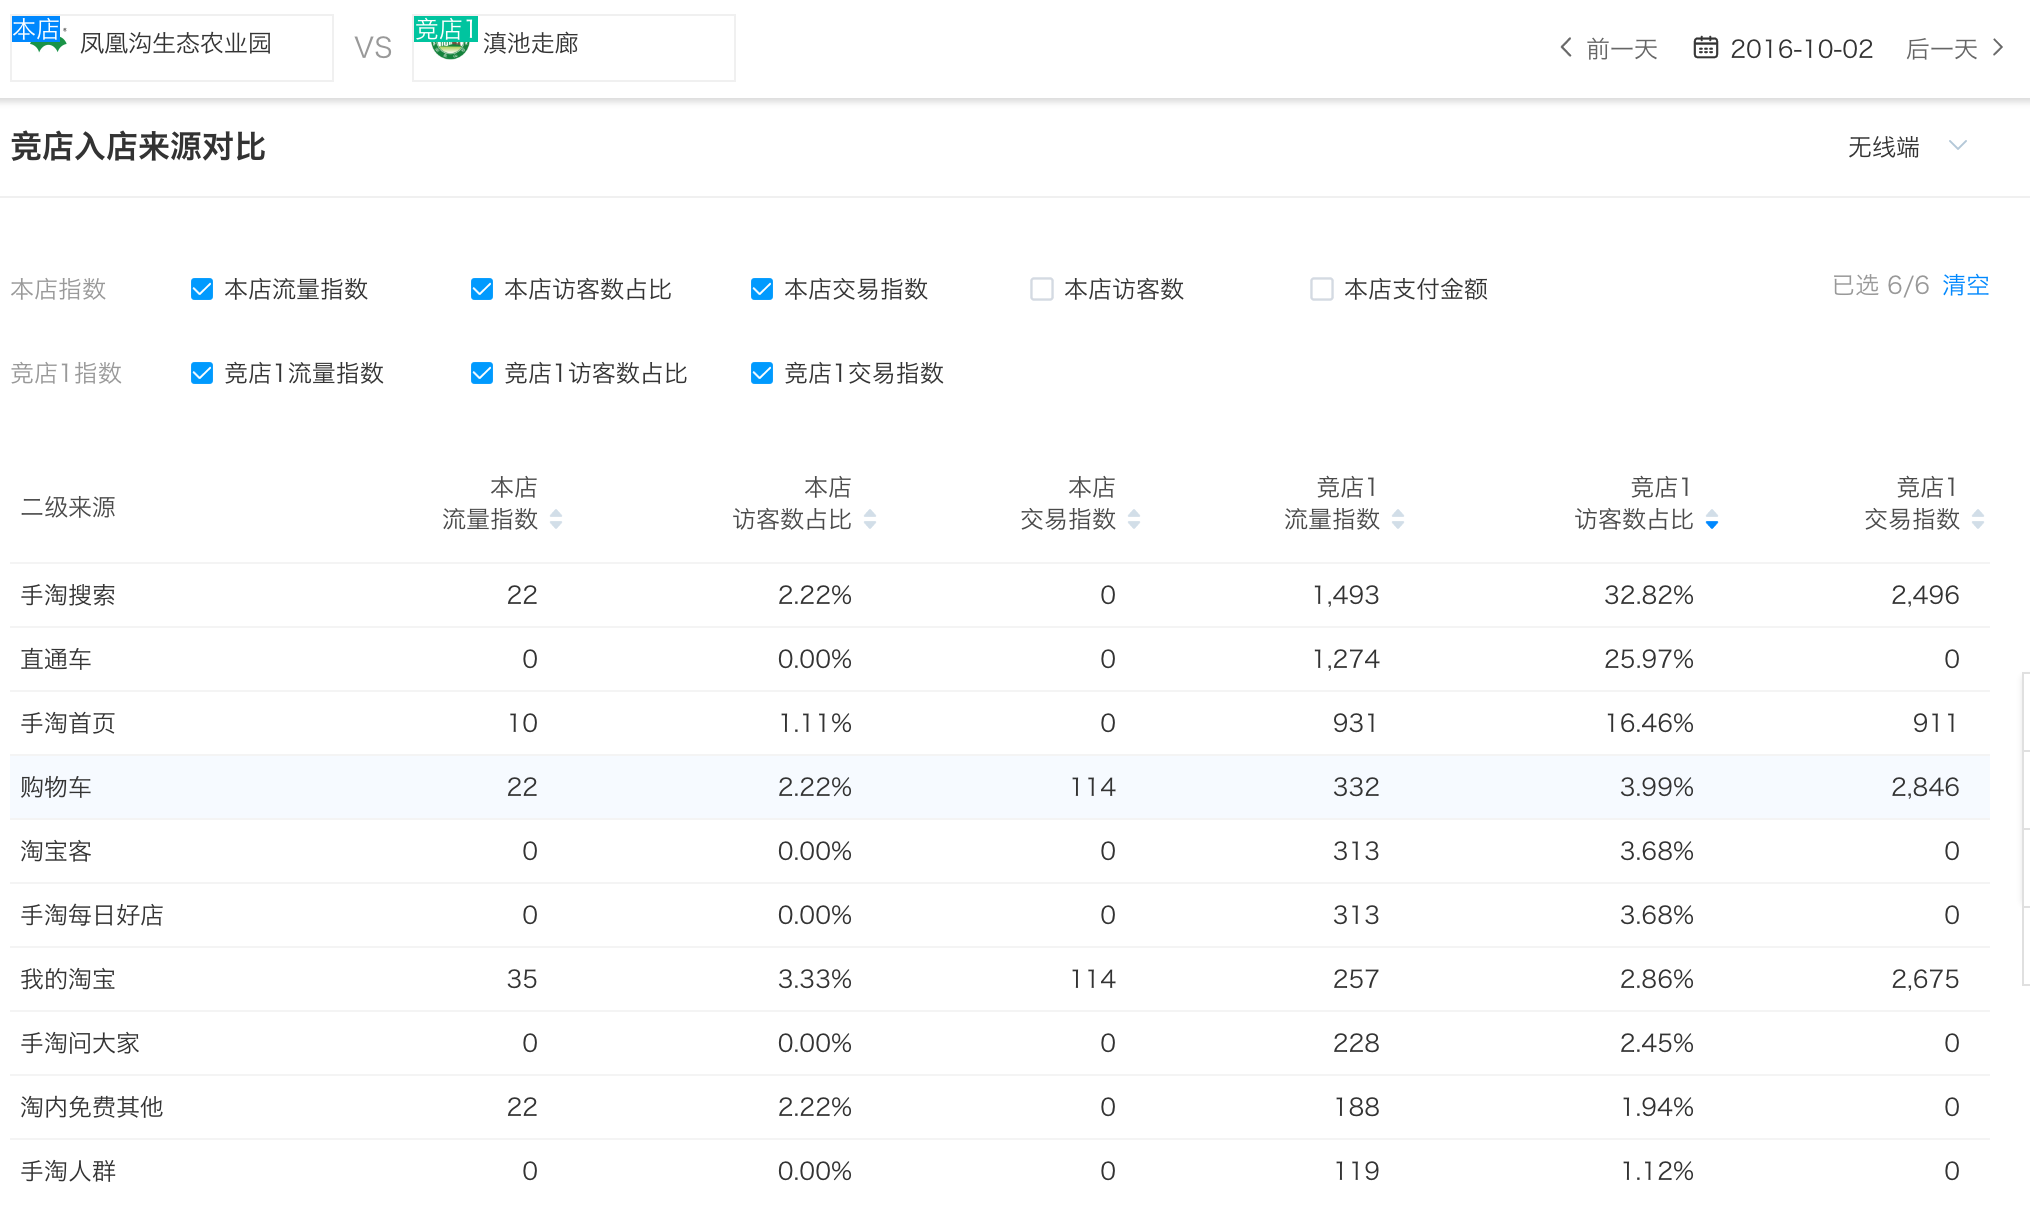 本店 凤凰沟生态农业园 VS 竞店1 滇池走廊 前一天 2016-10-02 后一天
竞店入店来源对比 无线端
本店指数 本店流量指数 本店访客数占比 本店交易指数 本店访客数 本店支付金额 已选 6/6 清空
竞店1指数 竞店1流量指数 竞店1访客数占比 竞店1交易指数
二级来源 本店流量指数 本店访客数占比 本店交易指数 竞店1流量指数 竞店1访客数占比 竞店1交易指数
手淘搜索 22 2.22% 0 1,493 32.82% 2,496
直通车 0 0.00% 0 1,274 25.97% 0
手淘首页 10 1.11% 0 931 16.46% 911
购物车 22 2.22% 114 332 3.99% 2,846
淘宝客 0 0.00% 0 313 3.68% 0
手淘每日好店 0 0.00% 0 313 3.68% 0
我的淘宝 35 3.33% 114 257 2.86% 2,675
手淘问大家 0 0.00% 0 228 2.45% 0
淘内免费其他 22 2.22% 0 188 1.94% 0
手淘人群 0 0.00% 0 119 1.12% 0